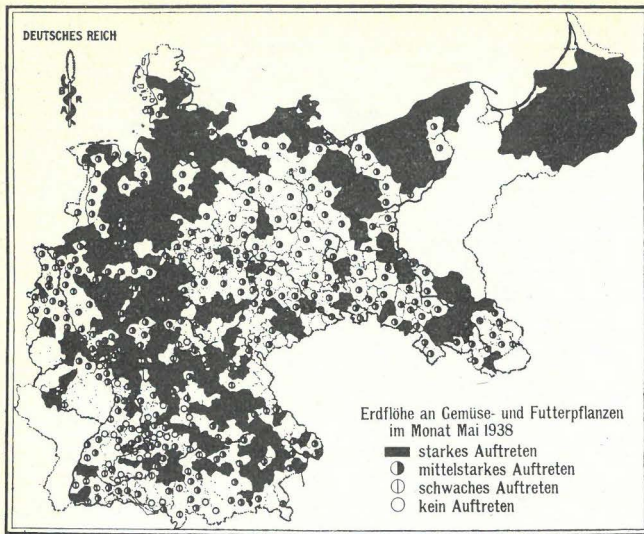 DEUTSCHES REICH
Erdflöhe an Gemüse- und Futterpflanzen
im Monat Mai 1938
starkes Auftreten
mittelstarkes Auftreten
schwaches Auftreten
kein Auftreten